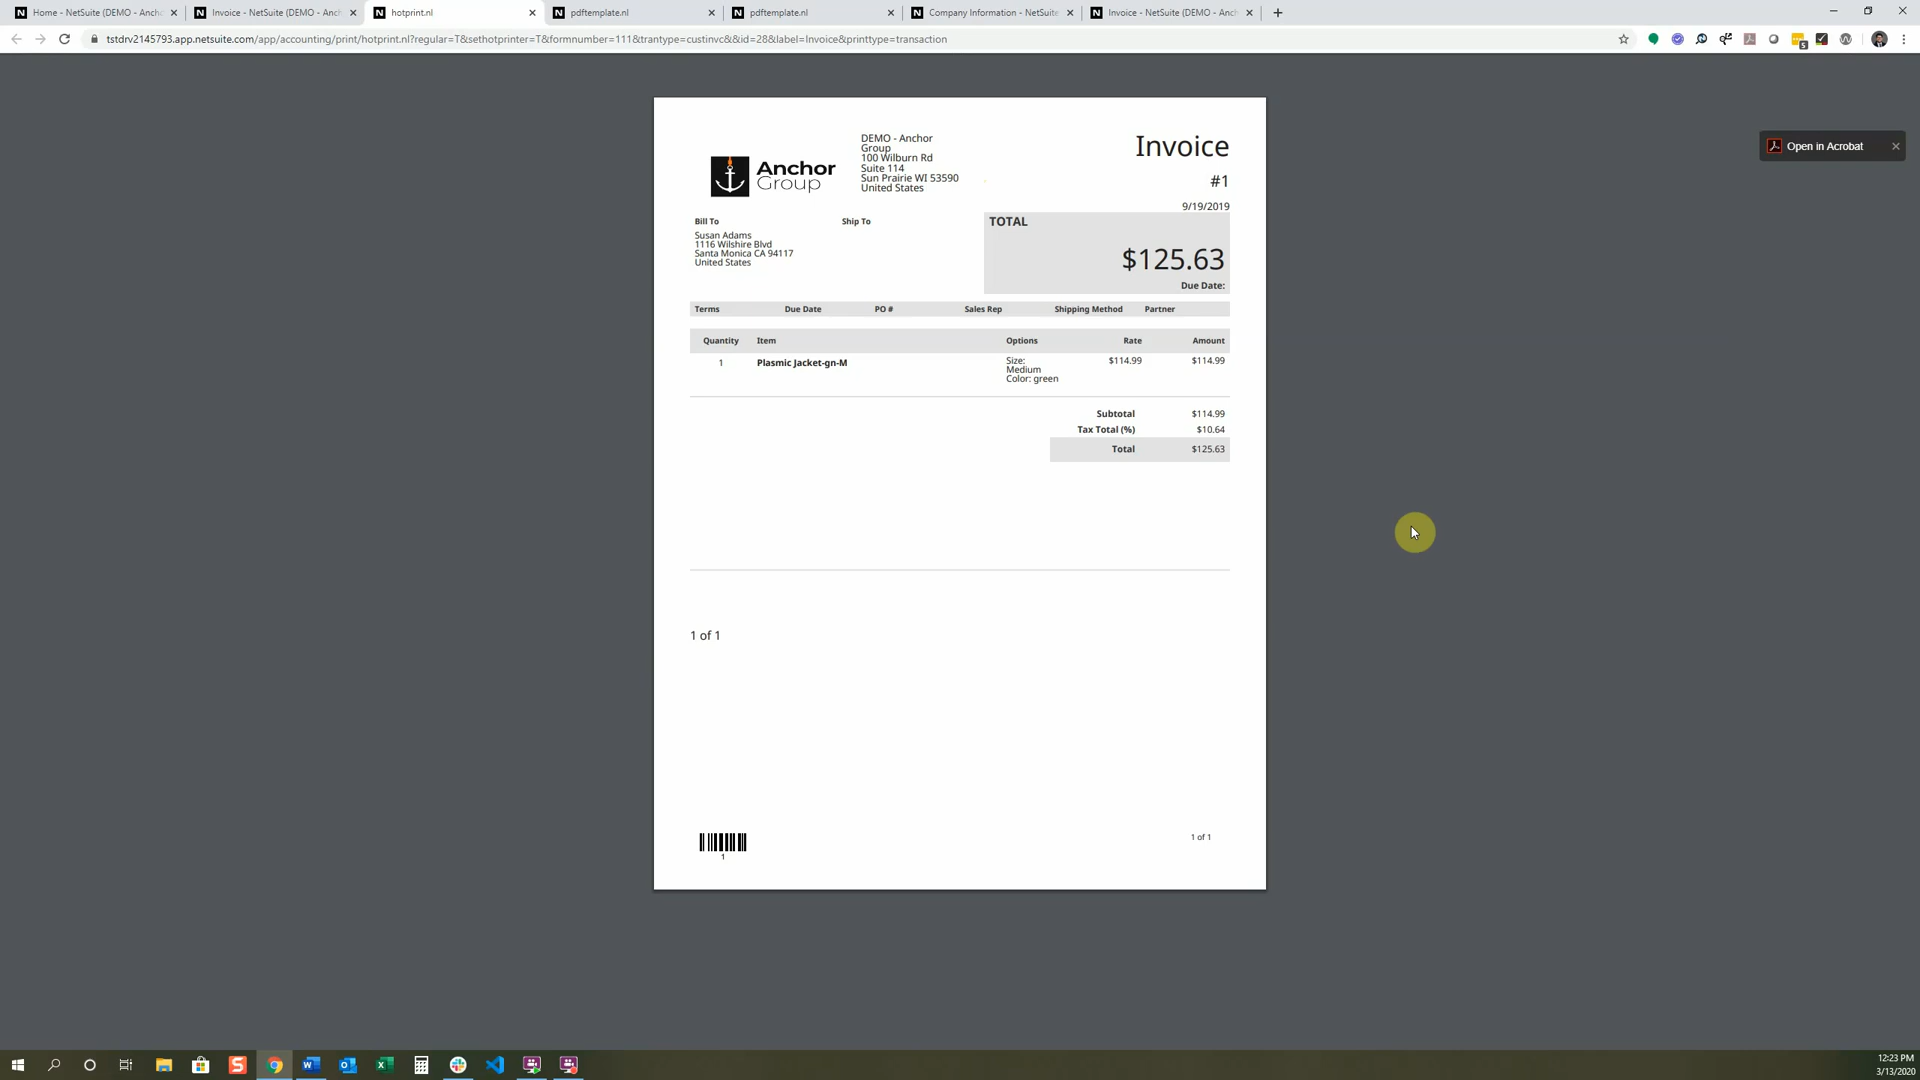 Home - NetSuite (DEMO - Ancho
Invoice - NetSuite (DEMO - Anch
hotprint.nl
pdftemplate.nl
pdftemplate.nl
Company Information - NetSuite
Invoice - NetSuite (DEMO - Anch
tstdrv2145793.app.netsuite.com/app/accounting/print/hotprint.nl?regular=T&sethotprinter=T&formnumber=111&trantype=custinvc&&id=28&label=Invoice&printtype=transaction
Open in Acrobat
Anchor
Group
DEMO - Anchor
Group
100 Wilburn Rd
Suite 114
Sun Prairie WI 53590
United States
Invoice
#1
9/19/2019
Bill To
Susan Adams
1116 Wilshire Blvd
Santa Monica CA 94117
United States
Ship To
TOTAL
$125.63
Due Date:
Terms Due Date PO # Sales Rep Shipping Method Partner
Quantity Item Options Rate Amount
1 Plasmic Jacket-gn-M Size: $114.99 $114.99
Medium
Color: green
Subtotal $114.99
Tax Total (%) $10.64
Total $125.63
1 of 1
1
1 of 1
12:23 PM
3/13/2020